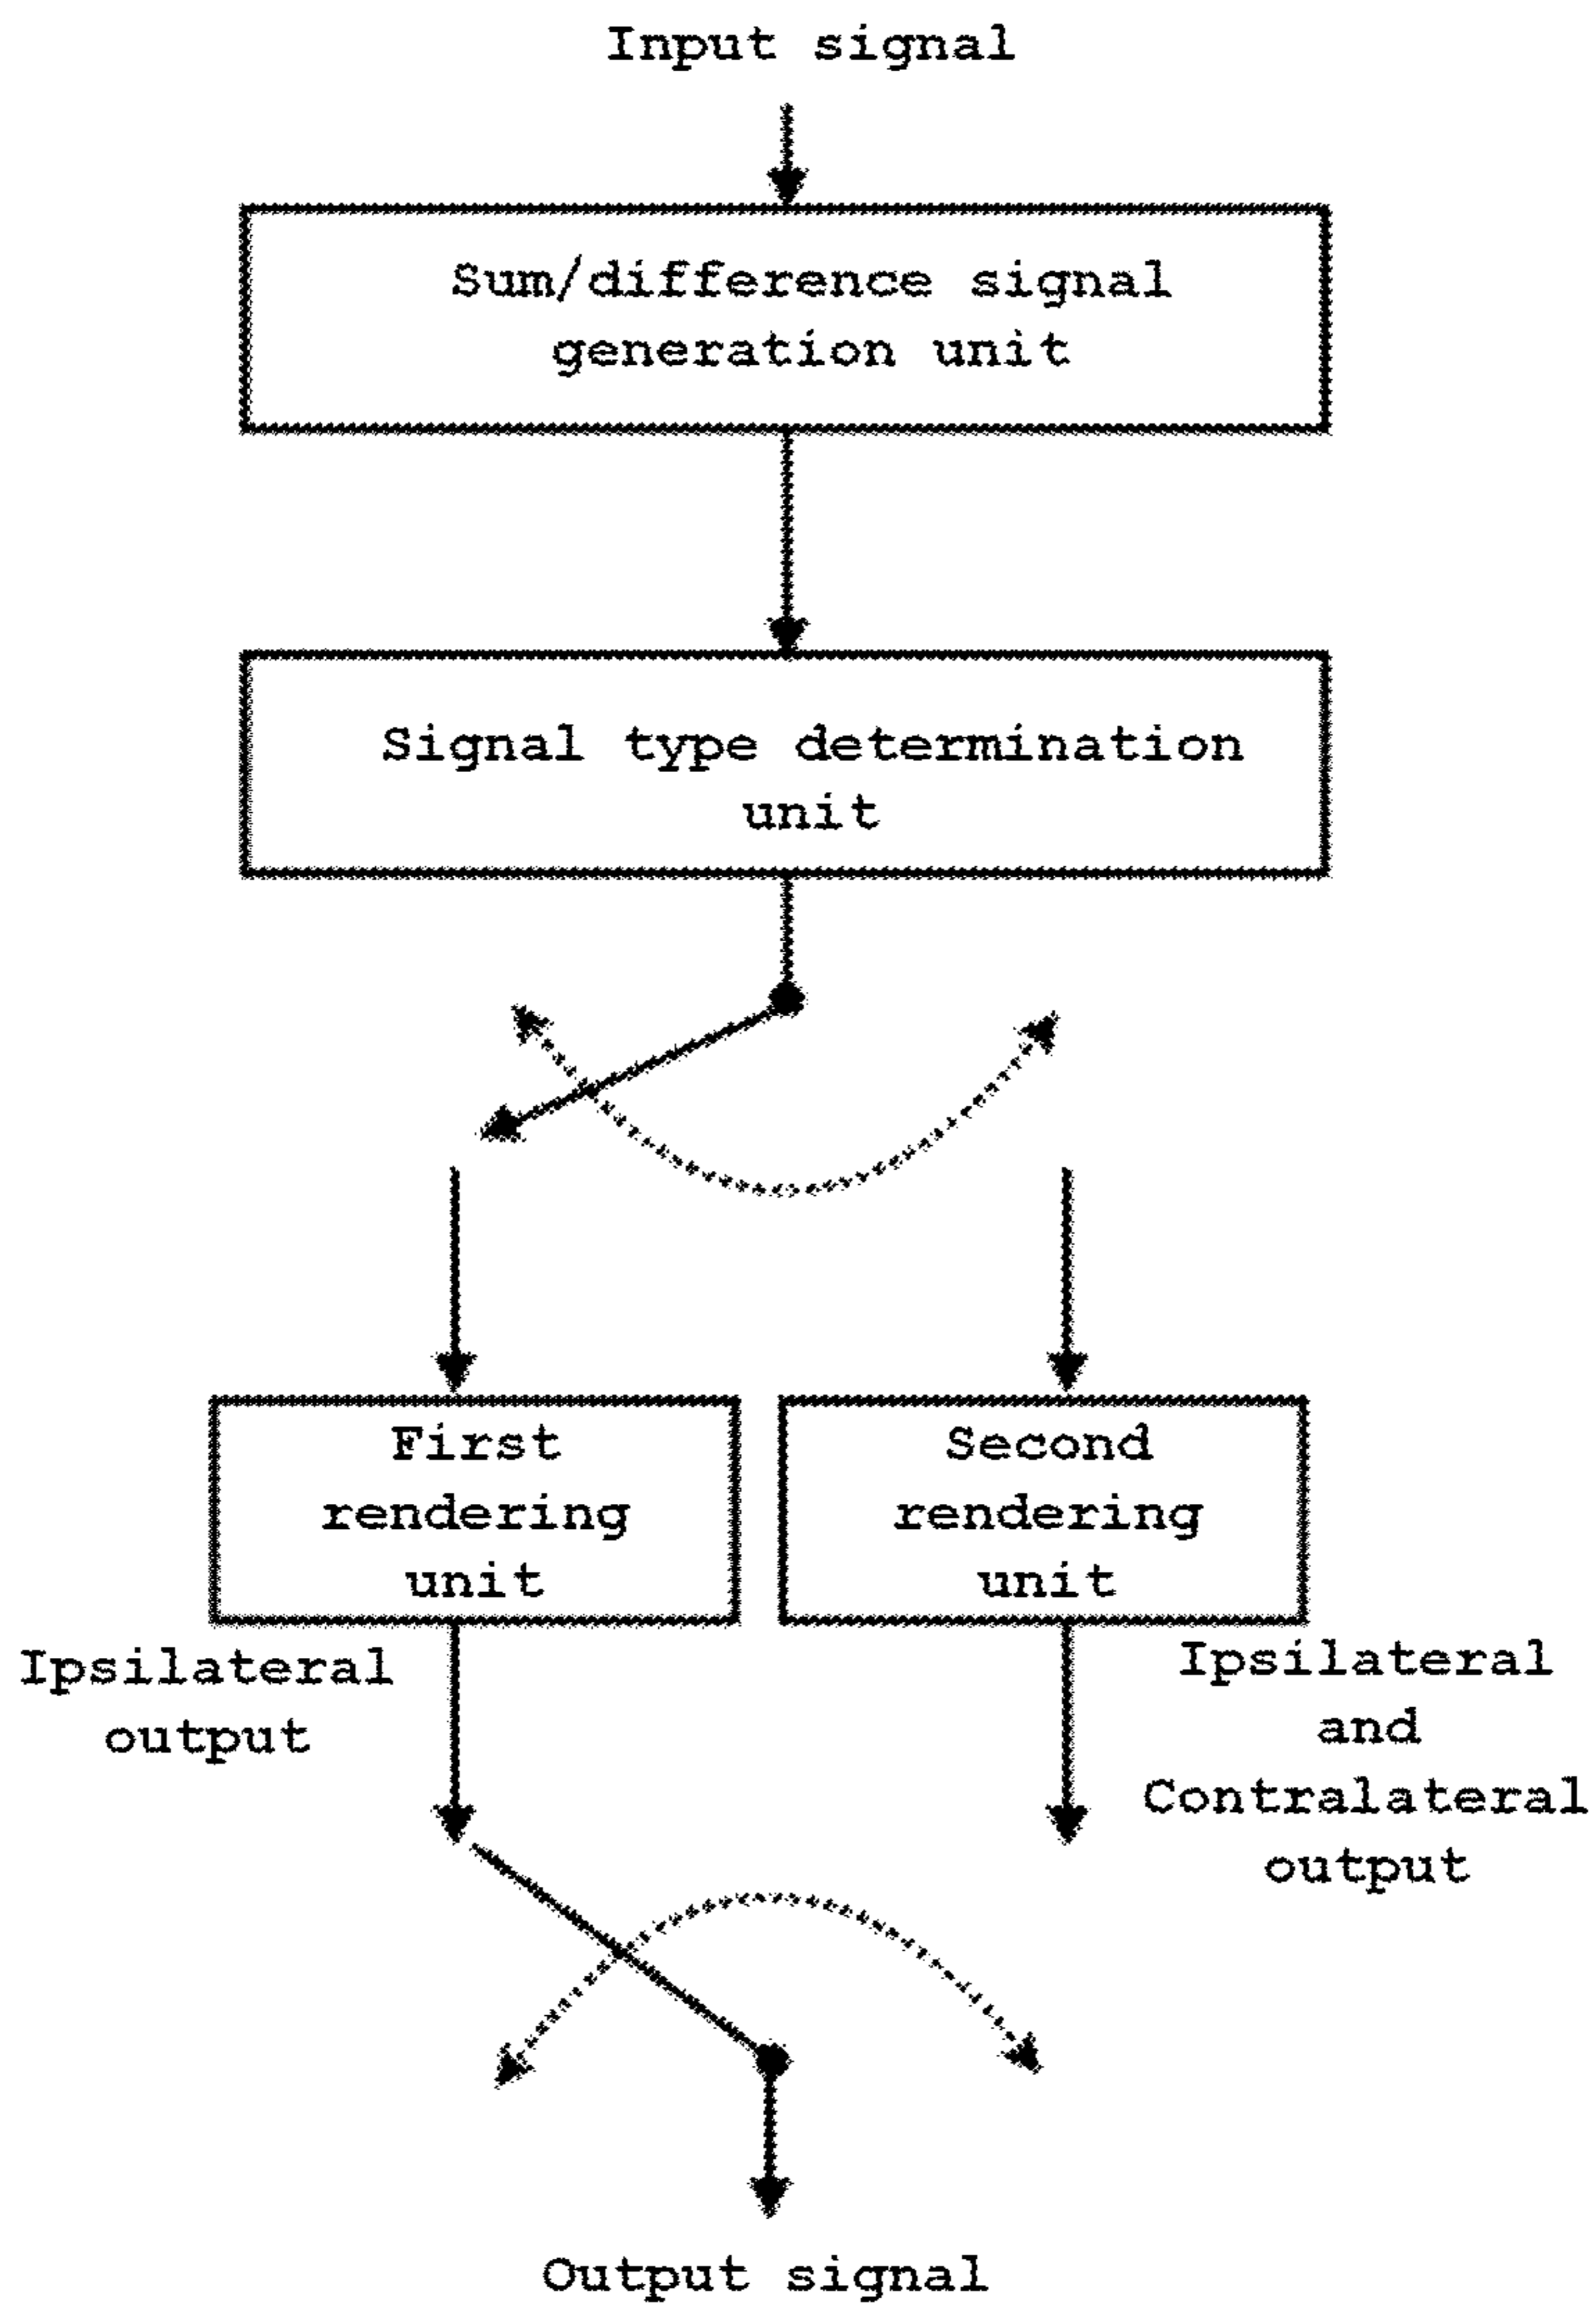 Input signal
Sum/difference signal
generation unit
Signal type determination
unit
First
rendering
unit
Second
rendering
unit
Ipsilateral
output
Ipsilateral
and
Contralateral
output
Output signal